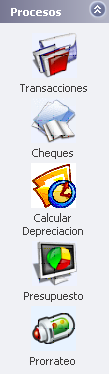 Procesos
Transacciones
Cheques
Calcular
Depreciacion
Presupuesto
Prorrateo